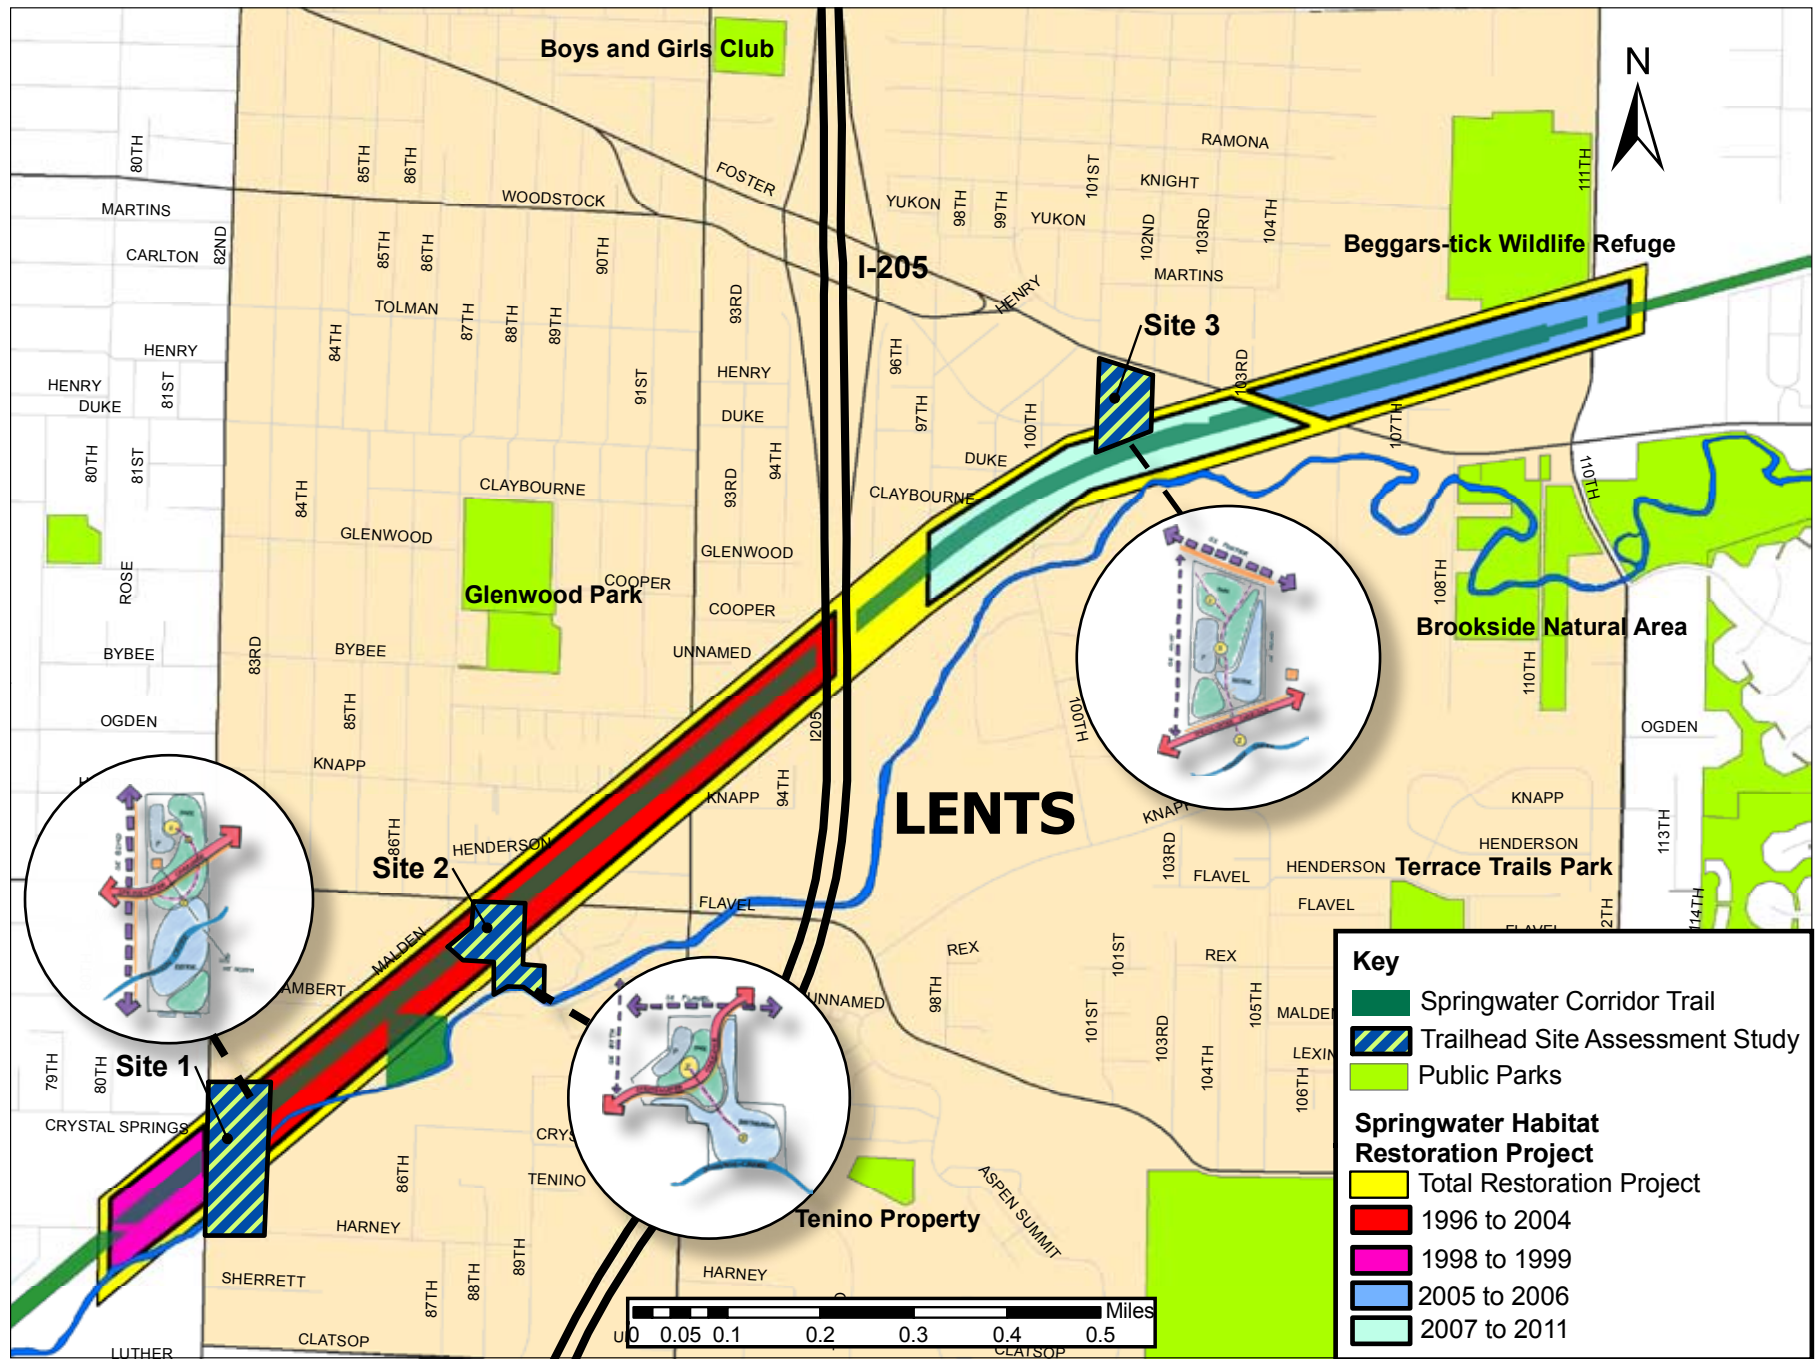 Boys and Girls Club
N
RAMONA
80TH
85TH
86TH
FOSTER
101ST
KNIGHT
111TH
MARTINS
WOODSTOCK
YUKON
98TH
99TH
YUKON
102ND
103RD
104TH
CARLTON
82ND
85TH
86TH
90TH
I-205
Beggars-tick Wildlife Refuge
MARTINS
TOLMAN
87TH
88TH
89TH
93RD
HENRY
Site 3
84TH
HENRY
HENRY
81ST
DUKE
91ST
HENRY
96TH
103RD
DUKE
97TH
100TH
107TH
80TH
81ST
93RD
94TH
DUKE
110TH
84TH
CLAYBOURNE
CLAYBOURNE
GLENWOOD
GLENWOOD
SE FOSTER
ROSE
COOPER
Glenwood Park
COOPER
108TH
Brookside Natural Area
BYBEE
83RD
BYBEE
UNNAMED
110TH
OGDEN
85TH
I205
100TH
OGDEN
KNAPP
KNAPP
94TH
LENTS
KNAPP
KNAPP
86TH
HENDERSON
103RD
HENDERSON
113TH
Site 2
HENDERSON
Terrace Trails Park
FLAVEL
FLAVEL
FLAVEL
114TH
MALDEN
REX
101ST
REX
UNNAMED
98TH
101ST
103RD
105TH
104TH
106TH
SE FLAVEL
Site 1
79TH
80TH
CRYSTAL SPRINGS
86TH
TENINO
ASPEN SUMMIT
HARNEY
Tenino Property
89TH
SHERRETT
87TH
88TH
HARNEY
CLATSOP
LUTHER
CLATSOP
Miles
0 0.05 0.1 0.2 0.3 0.4 0.5
Key
Springwater Corridor Trail
Trailhead Site Assessment Study
Public Parks
Springwater Habitat
Restoration Project
Total Restoration Project
1996 to 2004
1998 to 1999
2005 to 2006
2007 to 2011